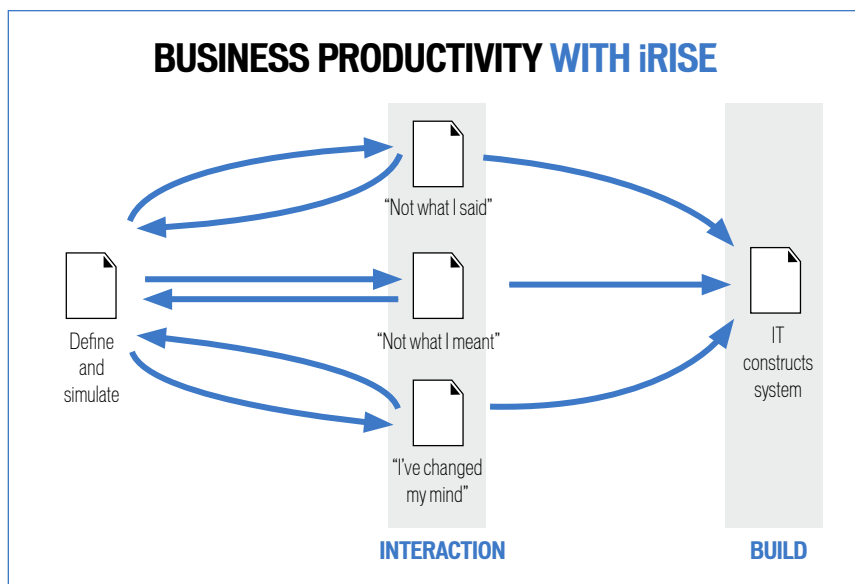 BUSINESS PRODUCTIVITY WITH iRISE
“Not what I said”
Define
and
simulate
“Not what I meant”
IT
constructs
system
“I’ve changed
my mind”
INTERACTION
BUILD